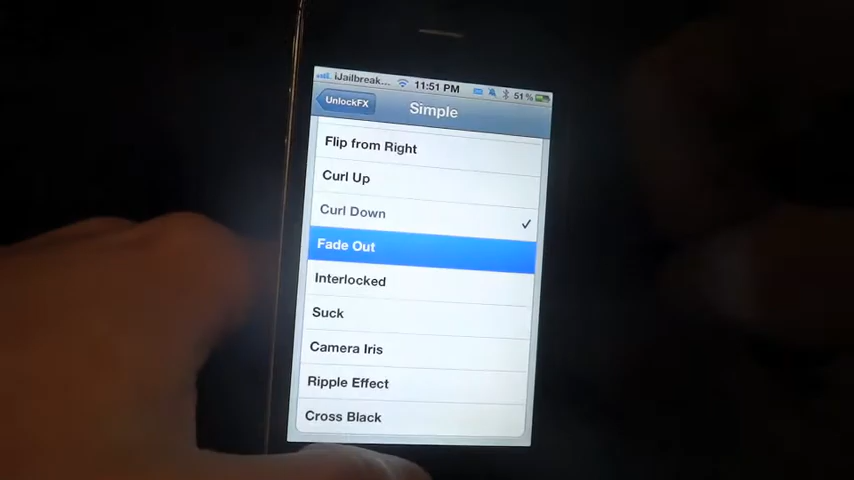 iJailbreak... 11:51 PM 51%
UnlockFX Simple
Flip from Right
Curl Up
Curl Down
Fade Out
Interlocked
Suck
Camera Iris
Ripple Effect
Cross Black